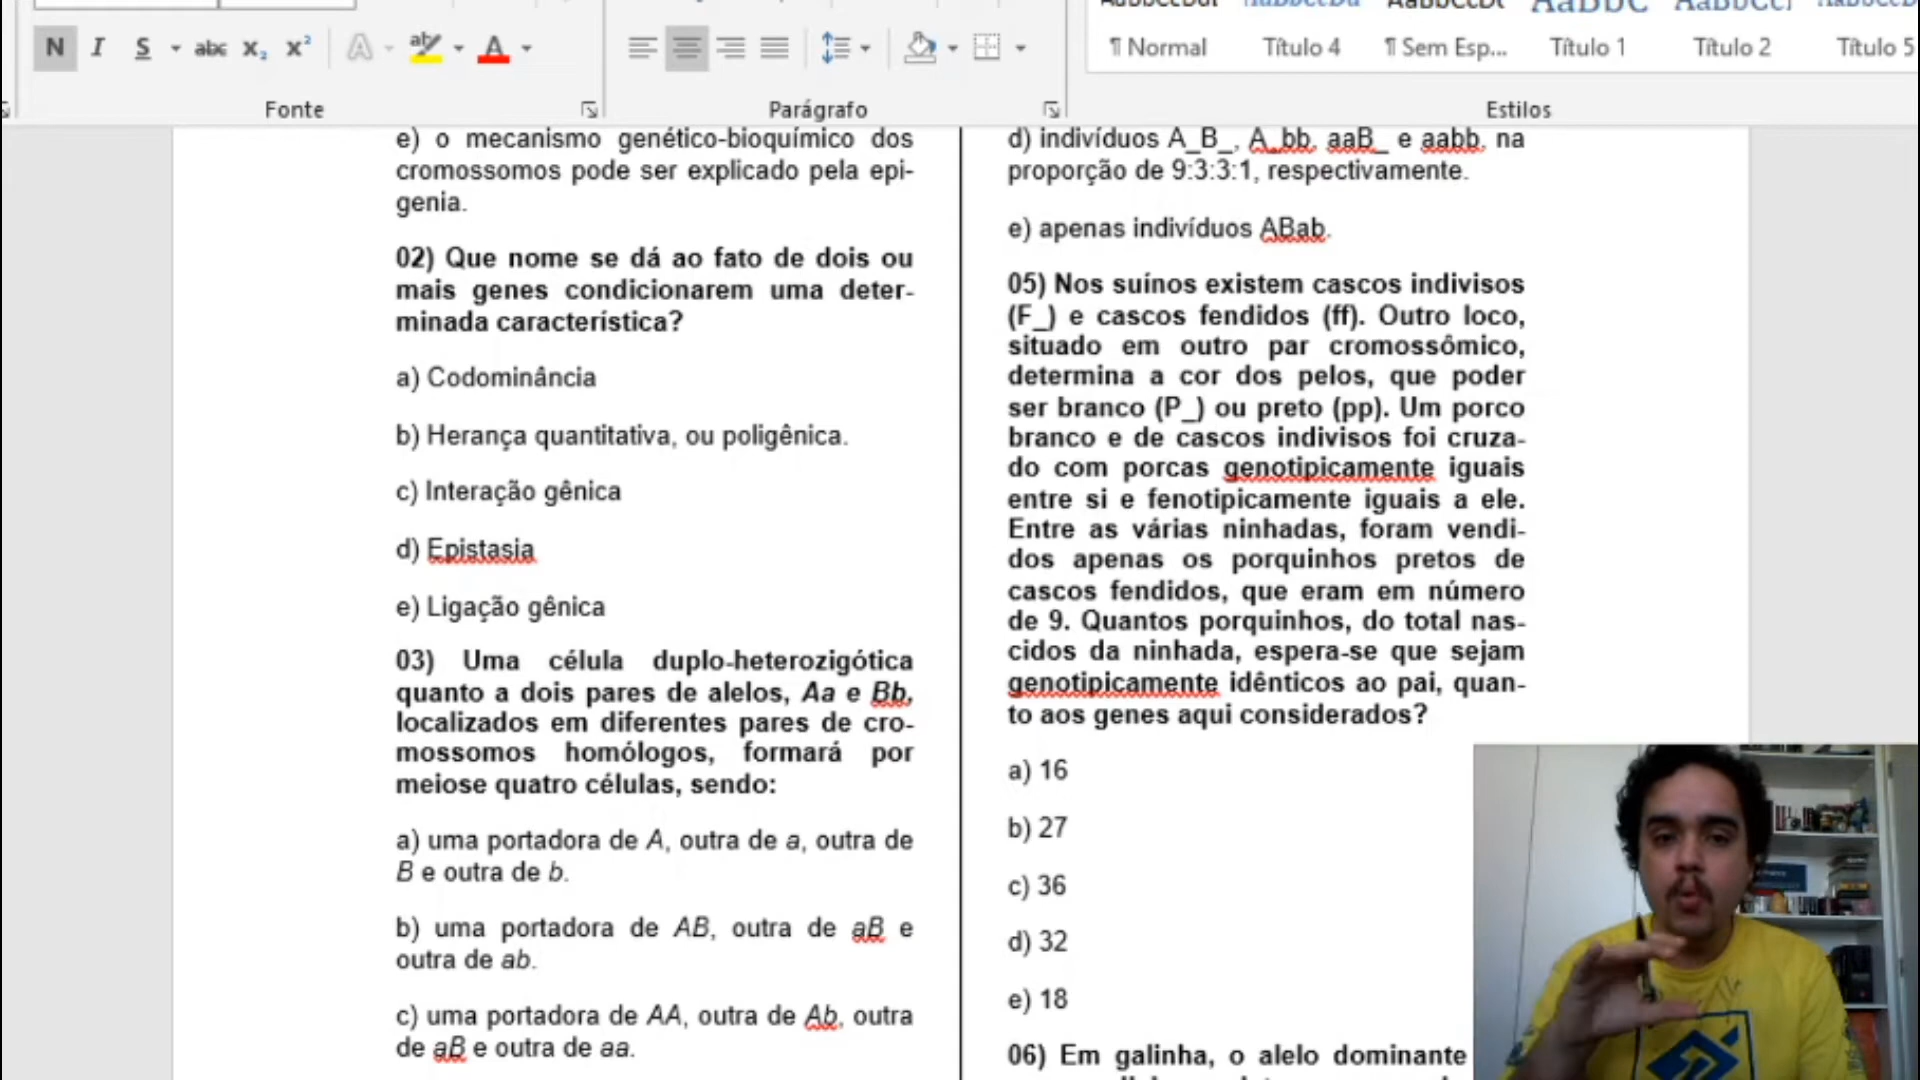 N I S abc X₂ X² A aby A
Fonte
Parágrafo
¶ Normal
Título 4
¶ Sem Esp...
Título 1
Título 2
Título 5
Estilos
e) o mecanismo genético-bioquímico dos
cromossomos pode ser explicado pela epi-
genia.
02) Que nome se dá ao fato de dois ou
mais genes condicionarem uma deter-
minada característica?
a) Codominância
b) Herança quantitativa, ou poligênica.
c) Interação gênica
d) Epistasia
e) Ligação gênica
03) Uma célula duplo-heterozigótica
quanto a dois pares de alelos, Aa e Bb,
localizados em diferentes pares de cro-
mossomos homólogos, formará por
meiose quatro células, sendo:
a) uma portadora de A, outra de a, outra de
B e outra de b.
b) uma portadora de AB, outra de aB e
outra de ab.
c) uma portadora de AA, outra de Ab, outra
de aB e outra de aa.
d) indivíduos A_B_, A_bb, aaB_ e aabb, na
proporção de 9:3:3:1, respectivamente.
e) apenas indivíduos ABab.
05) Nos suínos existem cascos indivisos
(F_) e cascos fendidos (ff). Outro loco,
situado em outro par cromossômico,
determina a cor dos pelos, que poder
ser branco (P_) ou preto (pp). Um porco
branco e de cascos indivisos foi cruza-
do com porcas genotipicamente iguais
entre si e fenotipicamente iguais a ele.
Entre as várias ninhadas, foram vendi-
dos apenas os porquinhos pretos de
cascos fendidos, que eram em número
de 9. Quantos porquinhos, do total nas-
cidos da ninhada, espera-se que sejam
genotipicamente idênticos ao pai, quan-
to aos genes aqui considerados?
a) 16
b) 27
c) 36
d) 32
e) 18
06) Em galinha, o alelo dominante